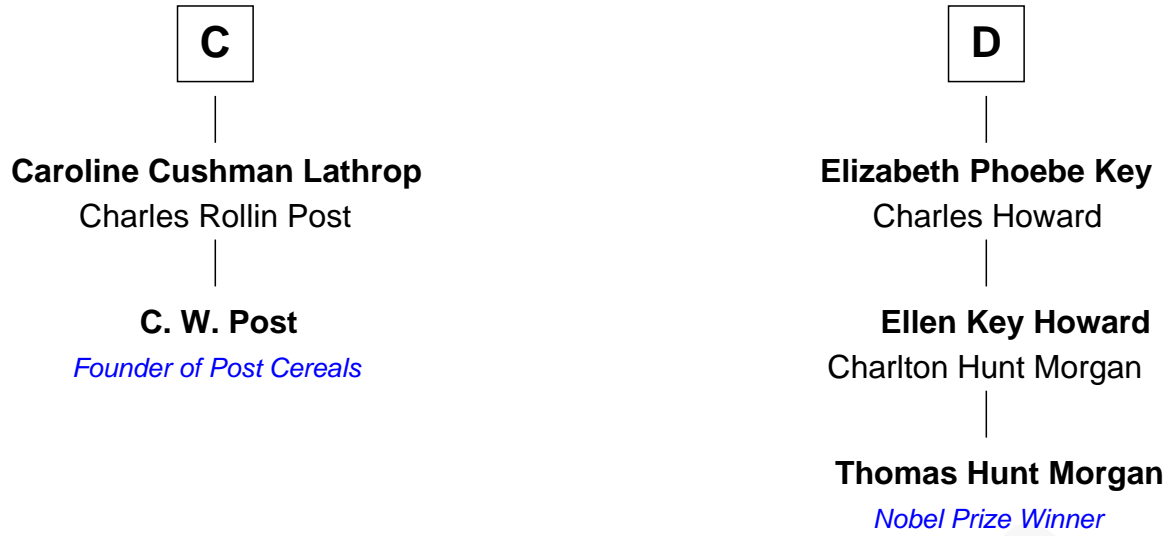 C
Caroline Cushman Lathrop
Charles Rollin Post
C. W. Post
Founder of Post Cereals
D
Elizabeth Phoebe Key
Charles Howard
Ellen Key Howard
Charlton Hunt Morgan
Thomas Hunt Morgan
Nobel Prize Winner